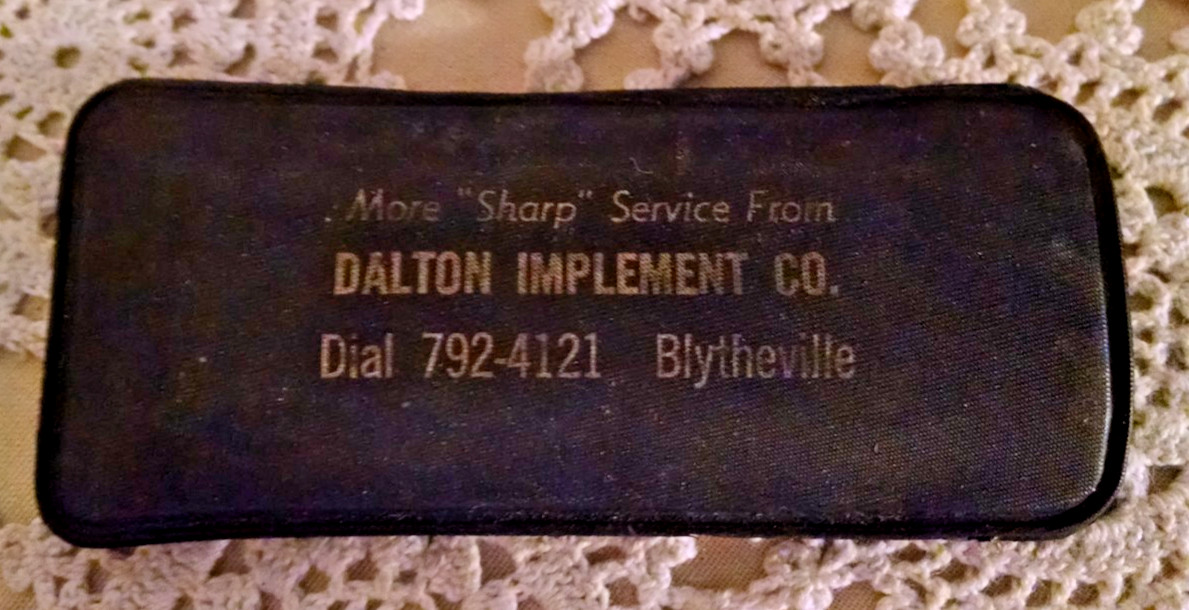 More "Sharp" Service From
DALTON IMPLEMENT CO.
Dial 792-4121 Blytheville